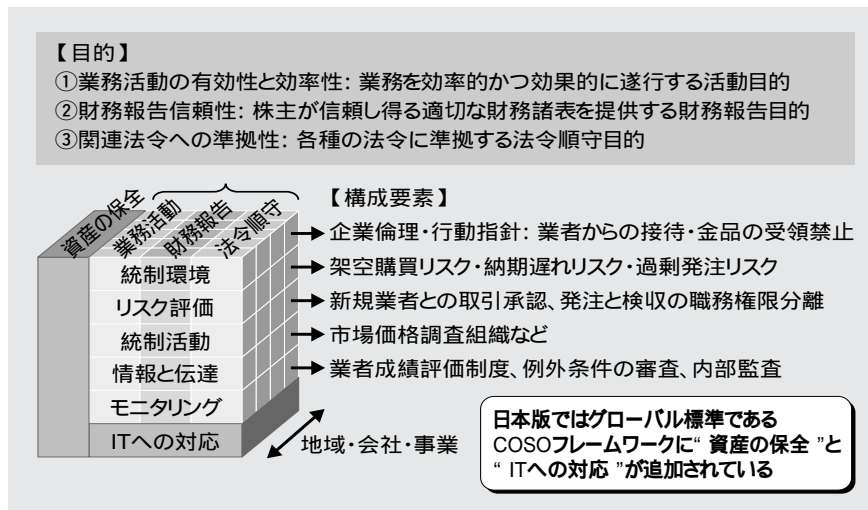 【目的】
①業務活動の有効性と効率性: 業務を効率的かつ効果的に遂行する活動目的
②財務報告信頼性: 株主が信頼し得る適切な財務諸表を提供する財務報告目的
③関連法令への準拠性: 各種の法令に準拠する法令順守目的
資産の保全
業務活動
財務報告
法令順守
【構成要素】
統制環境
企業倫理・行動指針: 業者からの接待・金品の受領禁止
リスク評価
架空購買リスク・納期遅れリスク・過剰発注リスク
統制活動
新規業者との取引承認、発注と検収の職務権限分離
情報と伝達
市場価格調査組織など
モニタリング
業者成績評価制度、例外条件の審査、内部監査
ITへの対応
地域・会社・事業
日本版ではグローバル標準である
COSOフレームワークに“ 資産の保全 ”と
“ ITへの対応 ”が追加されている